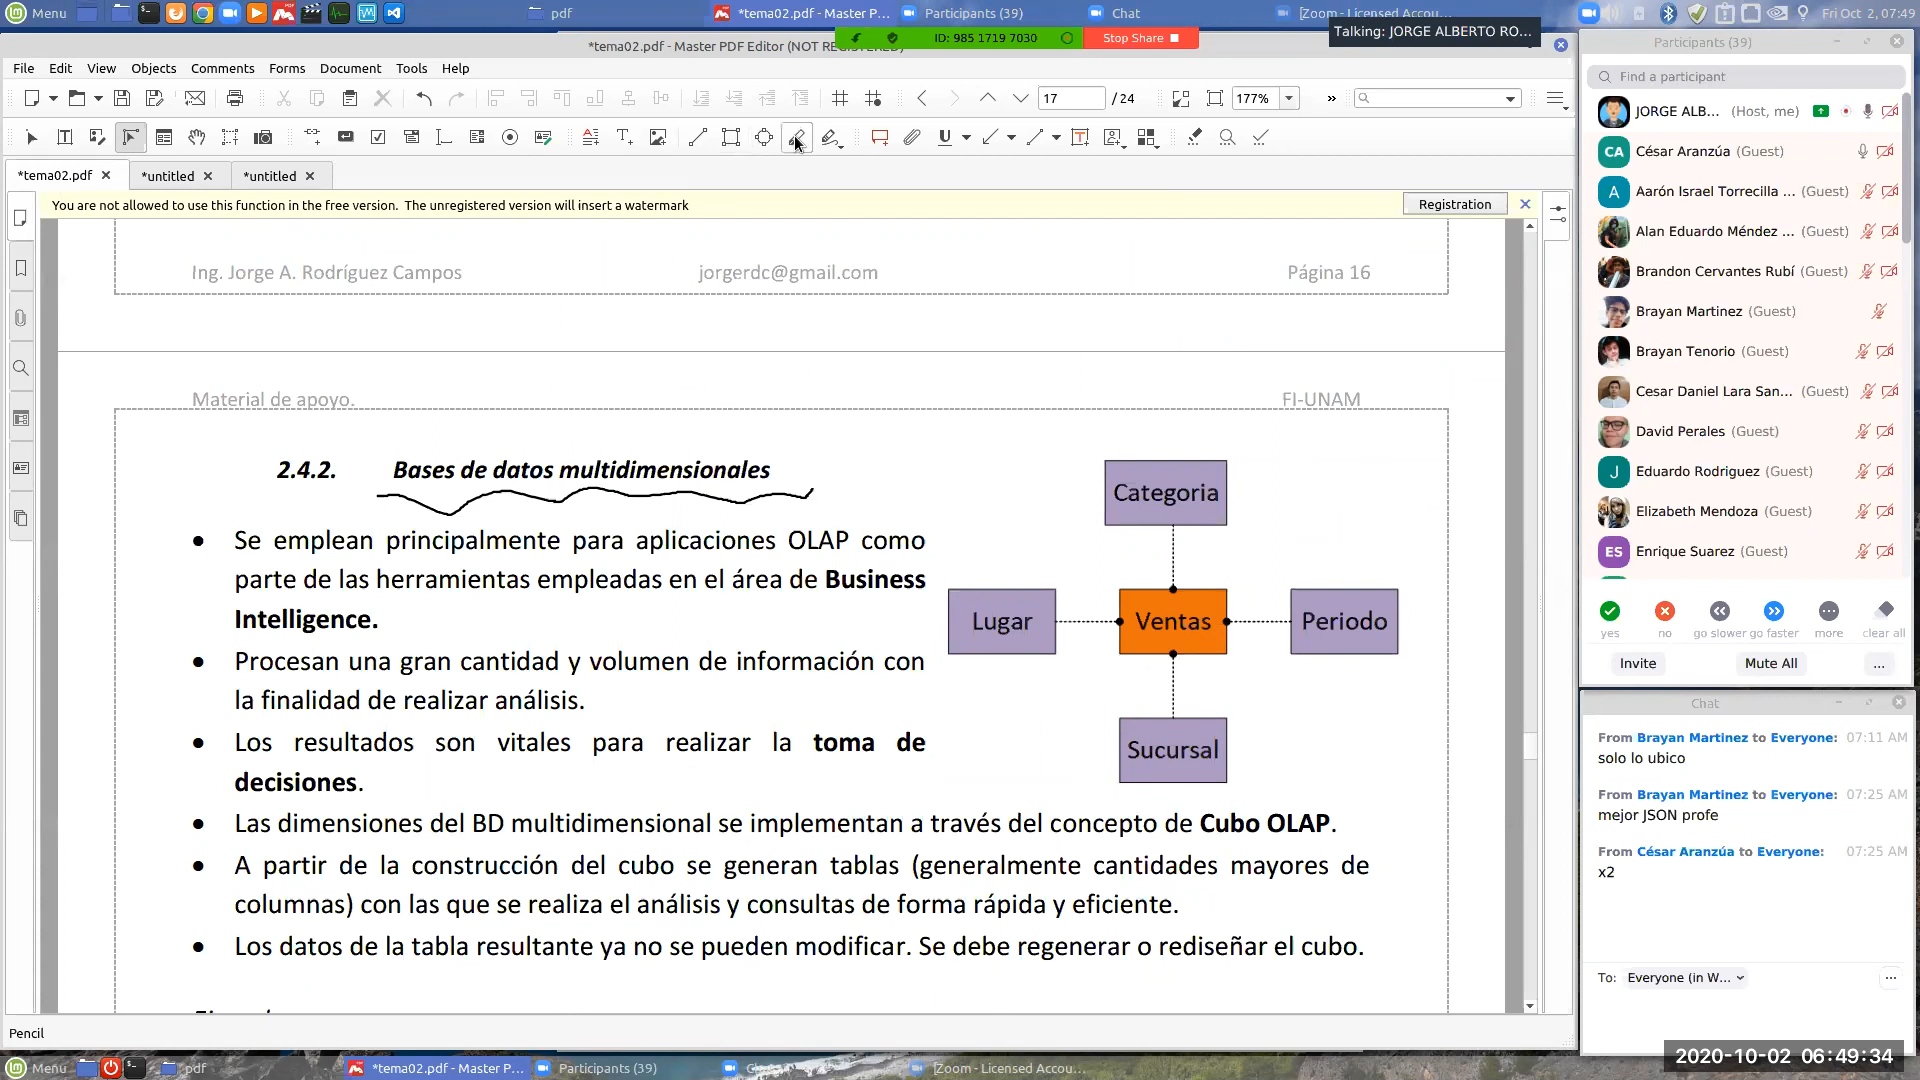 Menu
pdf
*tema02.pdf - Master P...
Participants (39)
Chat
[Zoom - Licensed Accou...
Fri Oct 2, 07:49
*tema02.pdf - Master PDF Editor (NOT REGISTERED)
ID: 985 1719 7030
Stop Share
Talking: JORGE ALBERTO RO...
File Edit View Objects Comments Forms Document Tools Help
17 / 24
177%
*tema02.pdf
*untitled
*untitled
You are not allowed to use this function in the free version. The unregistered version will insert a watermark
Registration
Ing. Jorge A. Rodríguez Campos
jorgerdc@gmail.com
Página 16
Material de apoyo.
FI-UNAM
2.4.2. Bases de datos multidimensionales
• Se emplean principalmente para aplicaciones OLAP como
parte de las herramientas empleadas en el área de Business
Intelligence.
• Procesan una gran cantidad y volumen de información con
la finalidad de realizar análisis.
• Los resultados son vitales para realizar la toma de
decisiones.
Categoria
Lugar
Ventas
Periodo
Sucursal
• Las dimensiones del BD multidimensional se implementan a través del concepto de Cubo OLAP.
• A partir de la construcción del cubo se generan tablas (generalmente cantidades mayores de
columnas) con las que se realiza el análisis y consultas de forma rápida y eficiente.
• Los datos de la tabla resultante ya no se pueden modificar. Se debe regenerar o rediseñar el cubo.
Pencil
Participants (39)
Find a participant
JORGE ALB... (Host, me)
CA César Aranzúa (Guest)
A Aarón Israel Torrecilla ... (Guest)
Alan Eduardo Méndez ... (Guest)
Brandon Cervantes Rubí (Guest)
Brayan Martinez (Guest)
Brayan Tenorio (Guest)
Cesar Daniel Lara San... (Guest)
David Perales (Guest)
J Eduardo Rodriguez (Guest)
Elizabeth Mendoza (Guest)
ES Enrique Suarez (Guest)
yes no go slower go faster more clear all
Invite Mute All ...
Chat
From Brayan Martinez to Everyone: 07:11 AM
solo lo ubico
From Brayan Martinez to Everyone: 07:25 AM
mejor JSON profe
From César Aranzúa to Everyone: 07:25 AM
x2
To: Everyone (in W...
2020-10-02 06:49:34
Menu
pdf
*tema02.pdf - Master P...
Participants (39)
[Zoom - Licensed Accou...